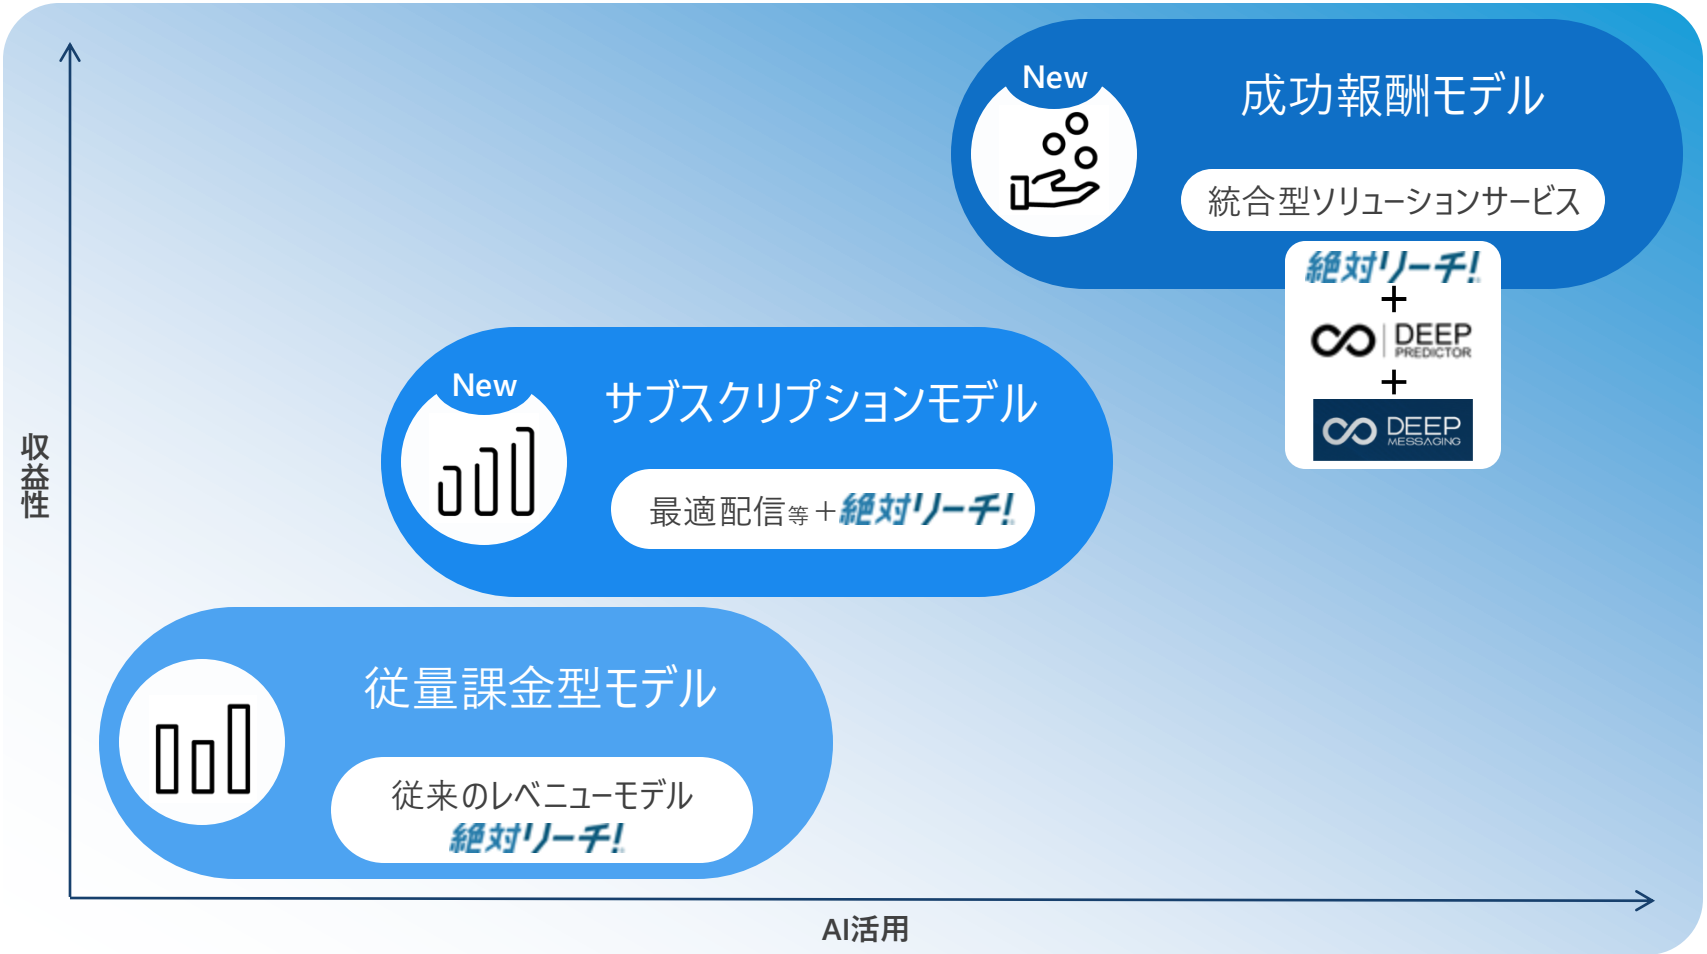 New
成功報酬モデル
統合型ソリューションサービス
絶対リーチ!
+
DEEP
PREDICTOR
+
DEEP
MESSAGING
New
サブスクリプションモデル
最適配信等+絶対リーチ!
従量課金型モデル
従来のレベニューモデル
絶対リーチ!
収益性
AI活用